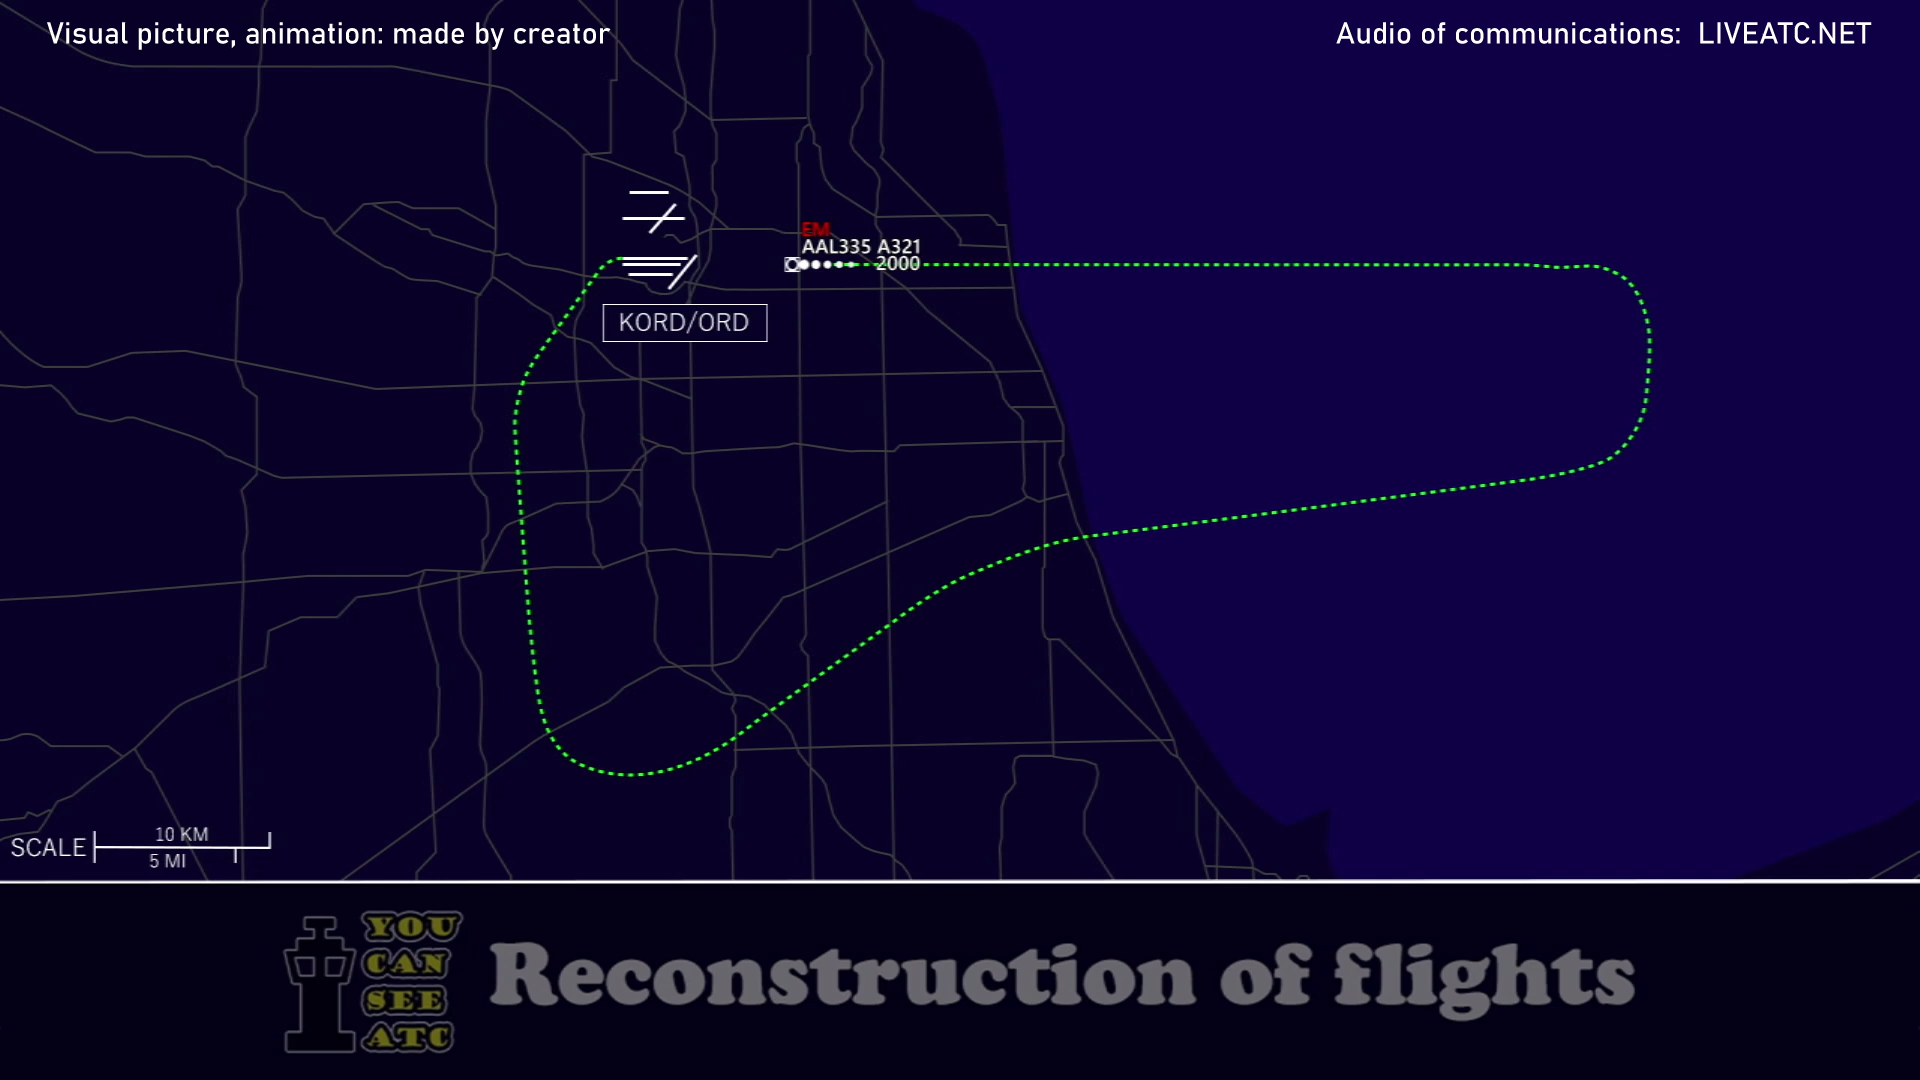 Visual picture, animation: made by creator
Audio of communications: LIVEATC.NET
EM
AAL335 A321
2000
KORD/ORD
10 KM
SCALE
5 MI
YOU
CAN
SEE
ATC
Reconstruction of flights